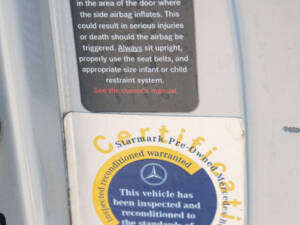 in the area of the door where
the side airbag inflates. This
could result in serious injuries
or death should the airbag be
triggered. Always sit upright,
properly use the seat belts, and
appropriate size infant or child
restraint system.
See the owner's manual.
Certificati
Starmark Pre-Owned Mercedes
inspected reconditioned warranted
This vehicle has
been inspected and
reconditioned to
the standards of